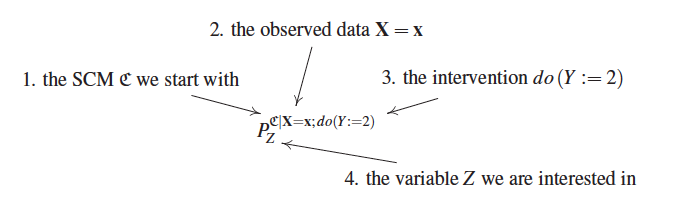 2. the observed data X = x
1. the SCM ℭ we start with
3. the intervention do (Y := 2)
P_Z^{ℭ|X=x;do(Y:=2)}
4. the variable Z we are interested in